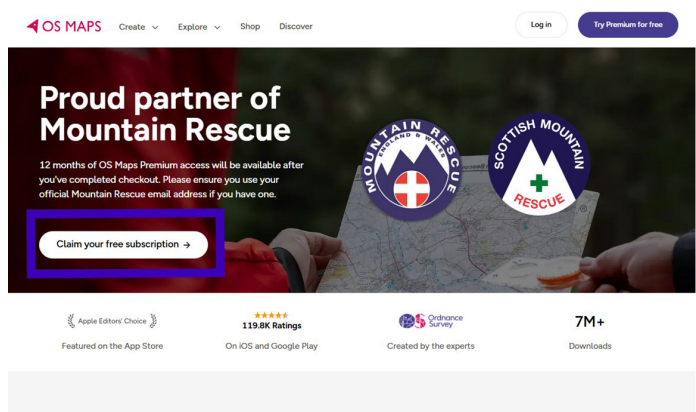 OS MAPS
Create
Explore
Shop
Discover
Log in
Try Premium for free
Proud partner of
Mountain Rescue
12 months of OS Maps Premium access will be available after
you've completed checkout. Please ensure you use your
official Mountain Rescue email address if you have one.
Claim your free subscription →
MOUNTAIN RESCUE
ENGLAND & WALES
SCOTTISH MOUNTAIN
RESCUE
Apple Editors' Choice
Featured on the App Store
119.8K Ratings
On iOS and Google Play
Ordnance
Survey
Created by the experts
7M+
Downloads